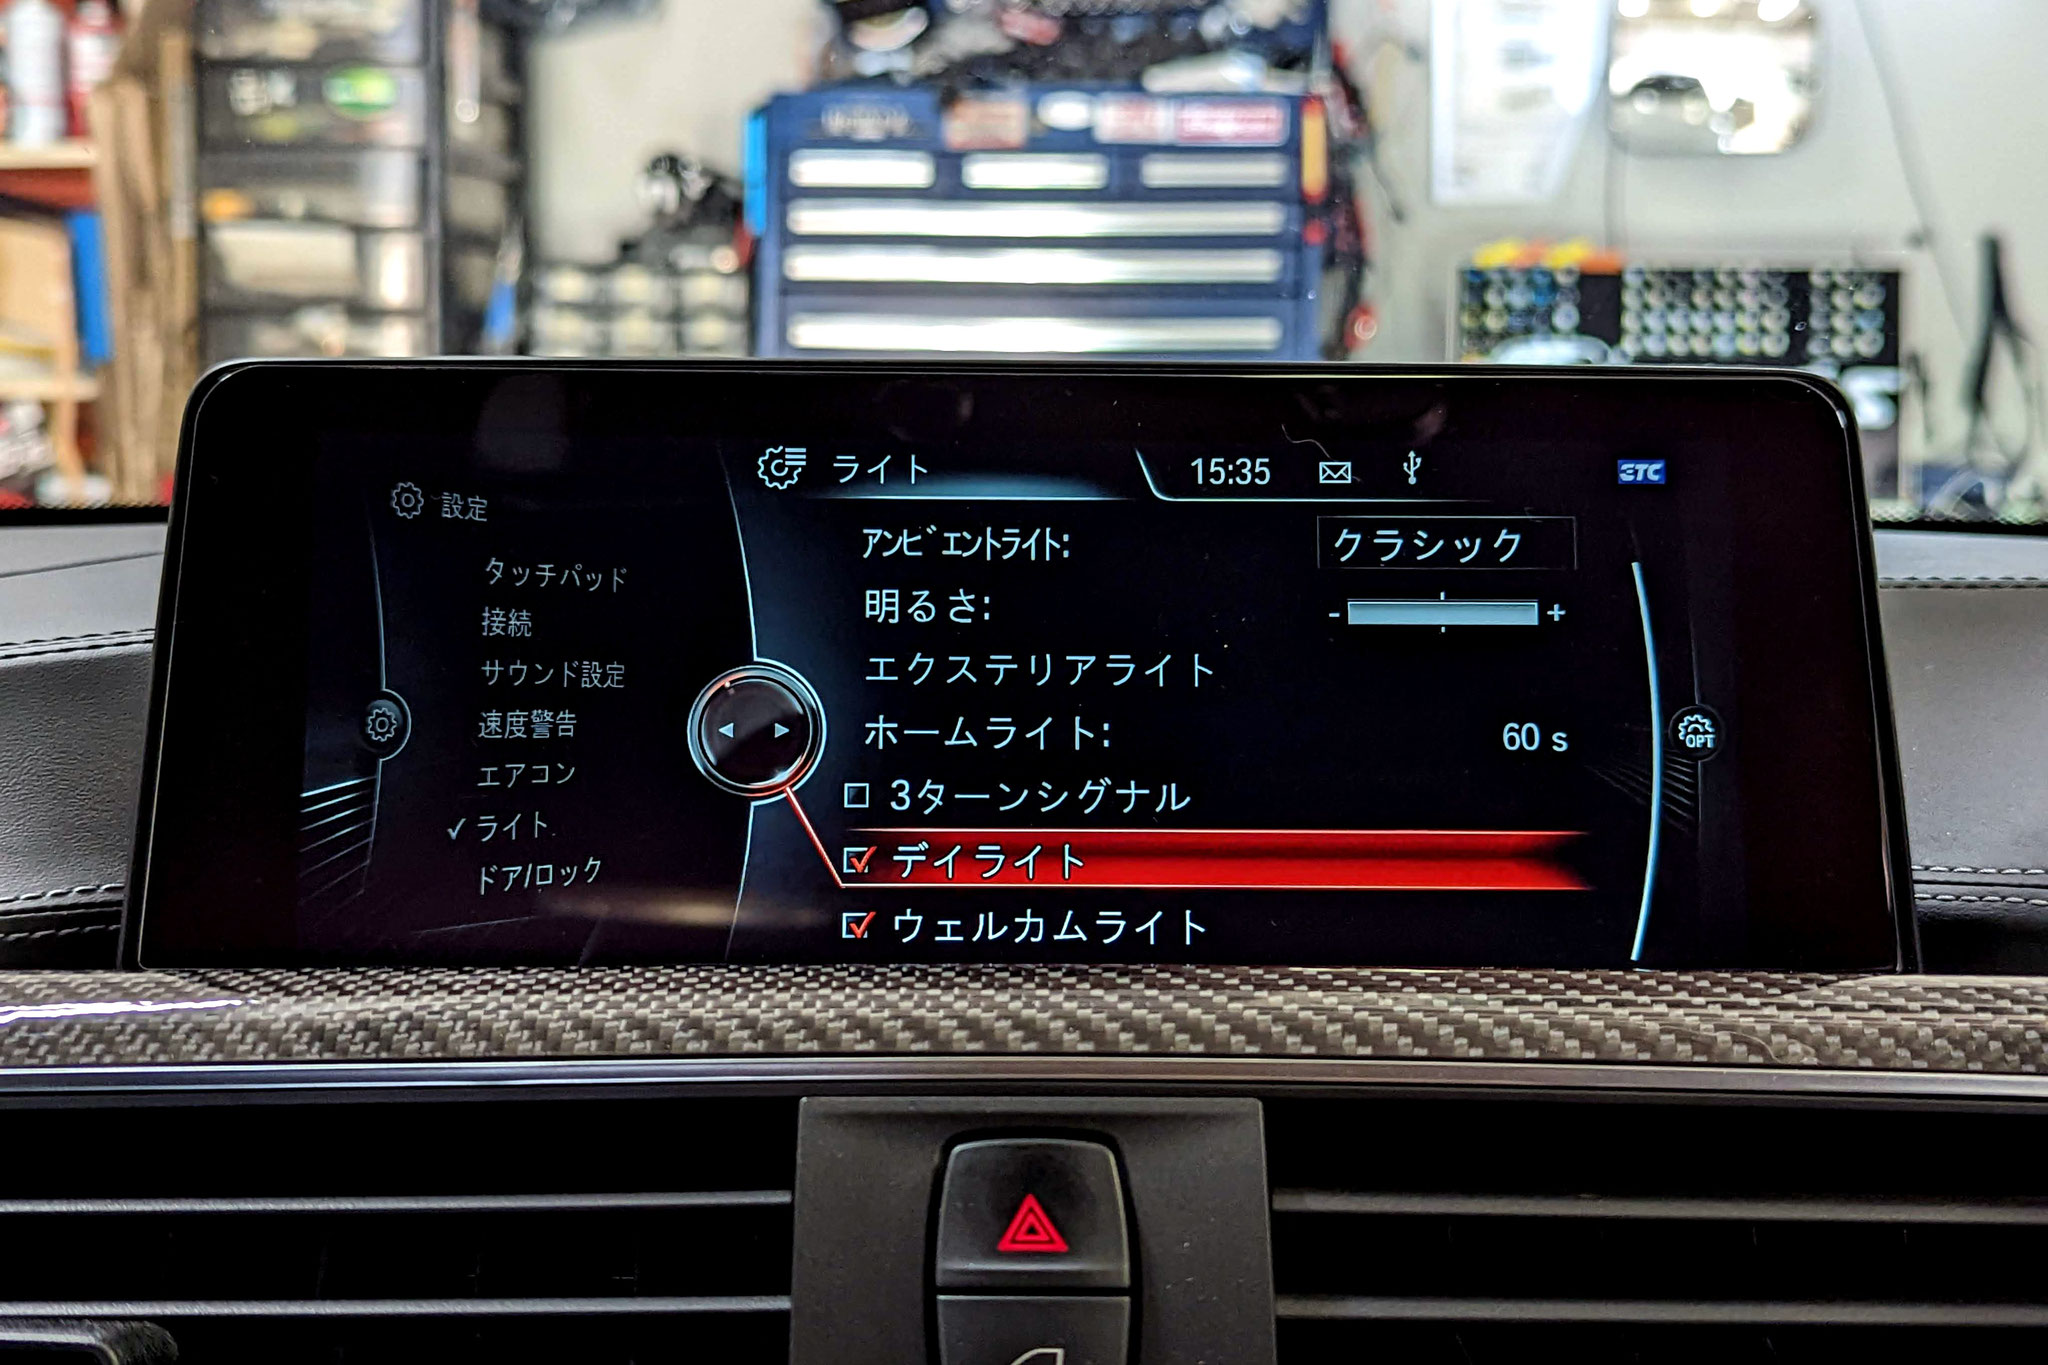 設定
タッチパッド
接続
サウンド設定
速度警告
エアコン
ライト
ドア/ロック
ライト
15:35
ETC
アンビエントライト:
クラシック
明るさ:
- +
エクステリアライト
ホームライト:
60 s
3ターンシグナル
デイライト
ウェルカムライト
OPT